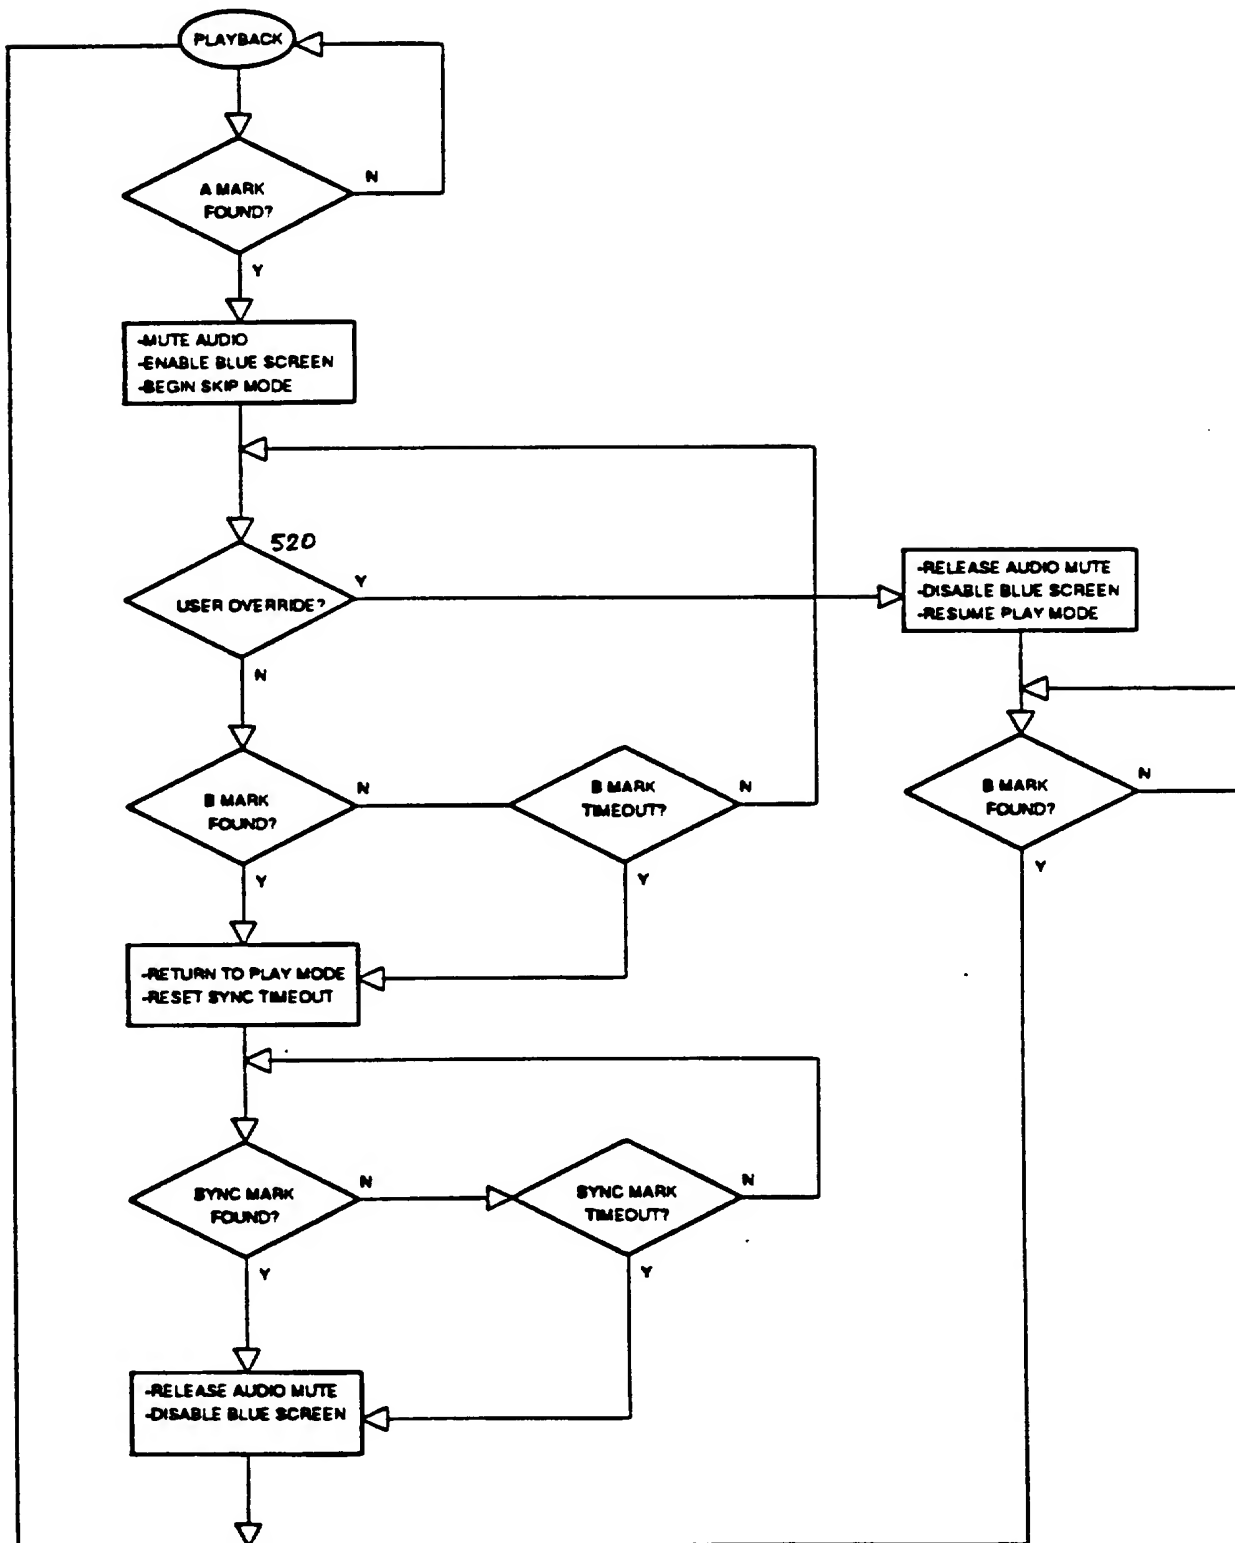 PLAYBACK
A MARK
FOUND?
N
Y
-MUTE AUDIO
-ENABLE BLUE SCREEN
-BEGIN SKIP MODE
520
USER OVERRIDE?
Y
N
-RELEASE AUDIO MUTE
-DISABLE BLUE SCREEN
-RESUME PLAY MODE
B MARK
FOUND?
N
Y
B MARK
TIMEOUT?
N
Y
B MARK
FOUND?
N
Y
-RETURN TO PLAY MODE
-RESET SYNC TIMEOUT
SYNC MARK
FOUND?
N
Y
SYNC MARK
TIMEOUT?
N
Y
-RELEASE AUDIO MUTE
-DISABLE BLUE SCREEN